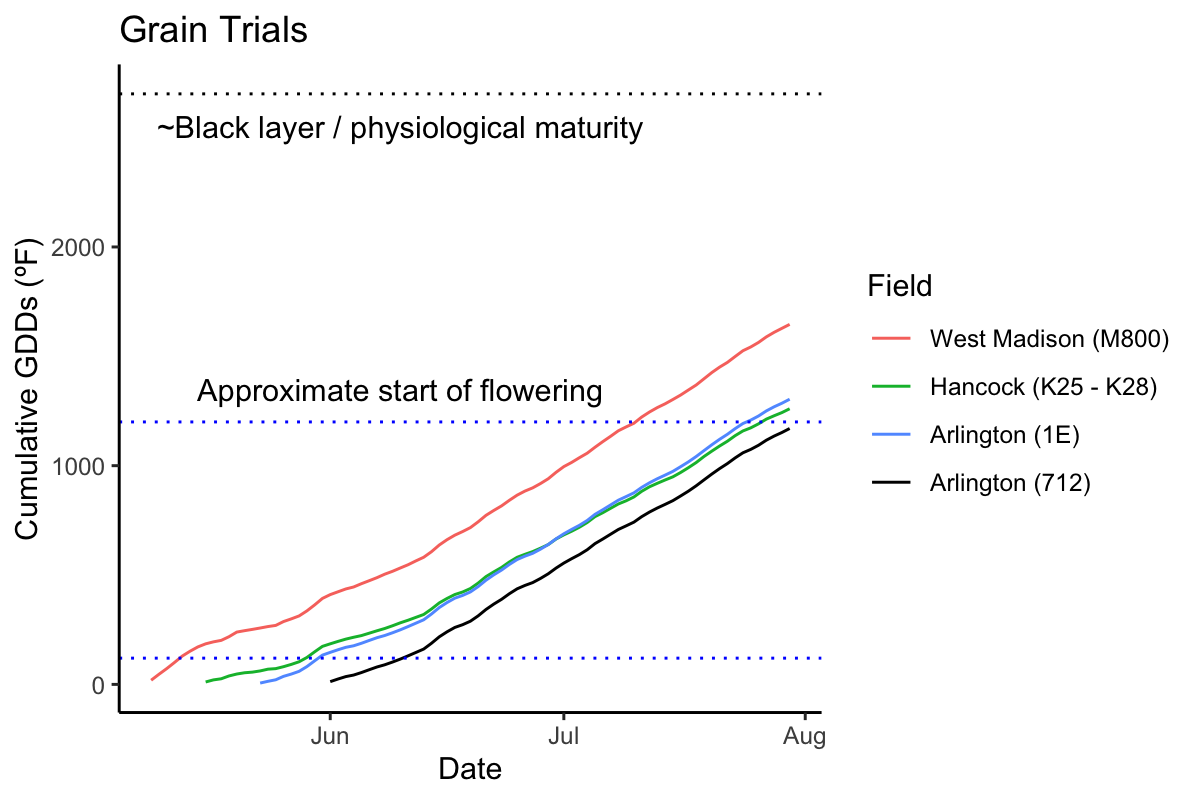 Grain Trials
~Black layer / physiological maturity
Approximate start of flowering
Cumulative GDDs (ºF)
2000
1000
0
Jun
Jul
Aug
Date
Field
West Madison (M800)
Hancock (K25 - K28)
Arlington (1E)
Arlington (712)